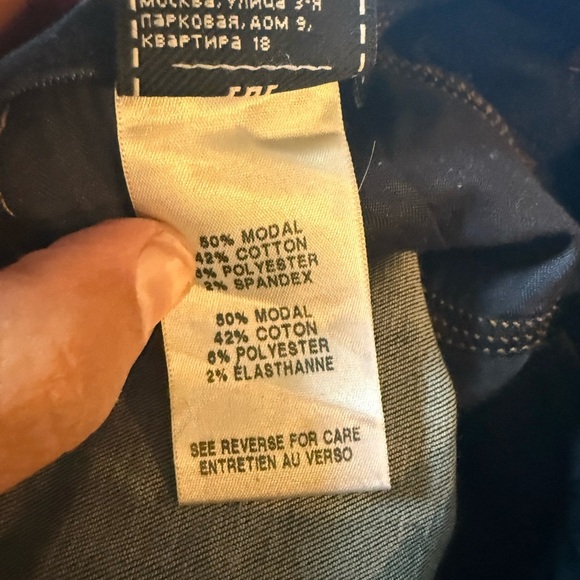 МОСКВА, УЛИЦА 3-Я
ПАРКОВАЯ, ДОМ 9,
КВАРТИРА 18
50% MODAL
42% COTTON
6% POLYESTER
2% SPANDEX
50% MODAL
42% COTON
6% POLYESTER
2% ÉLASTHANNE
SEE REVERSE FOR CARE
ENTRETIEN AU VERSO